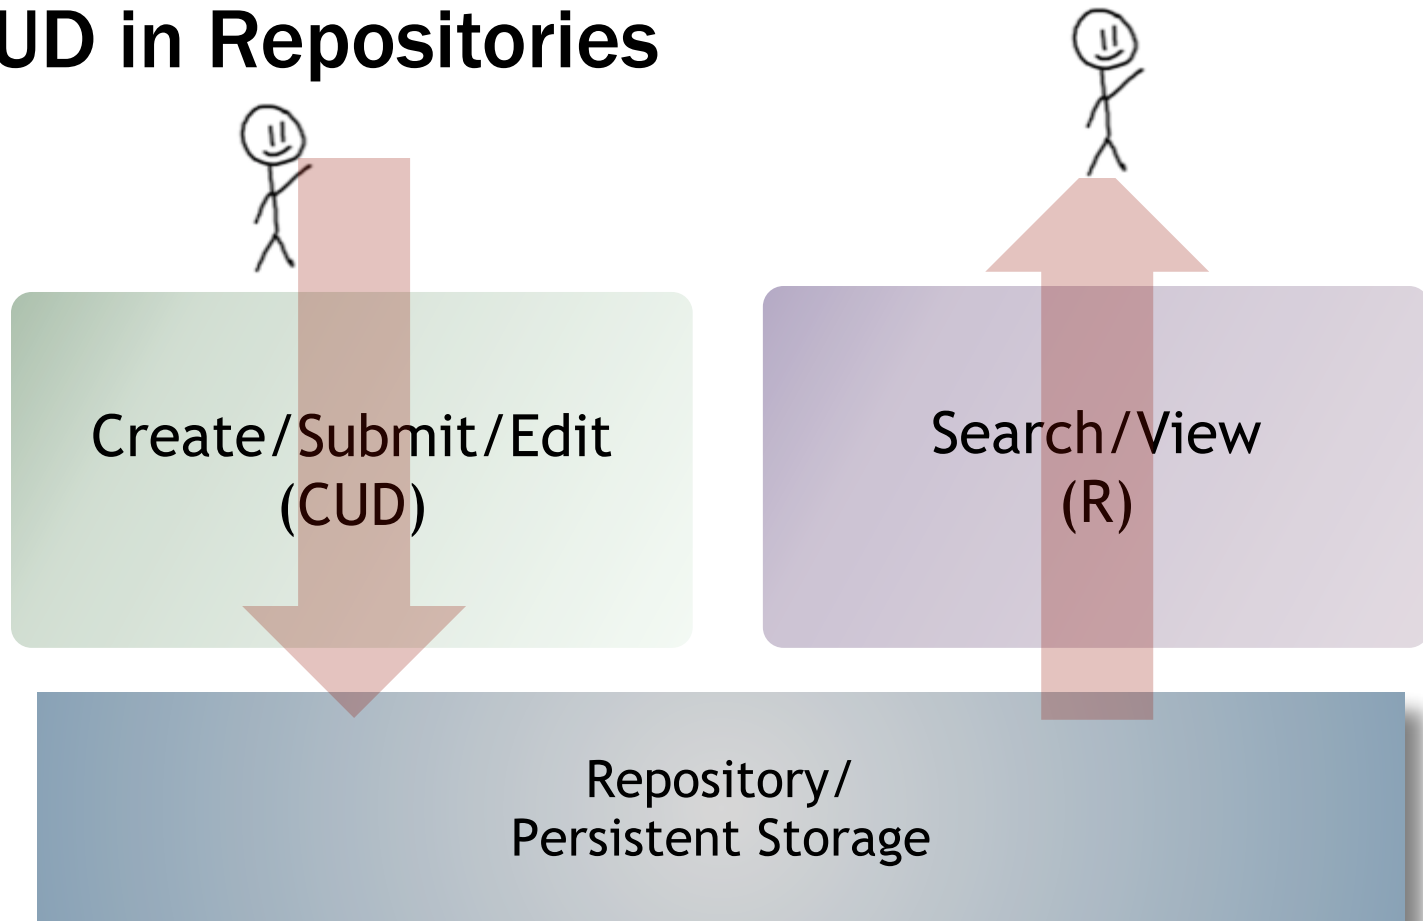 UD in Repositories
Create/Submit/Edit
(CUD)
Search/View
(R)
Repository/
Persistent Storage